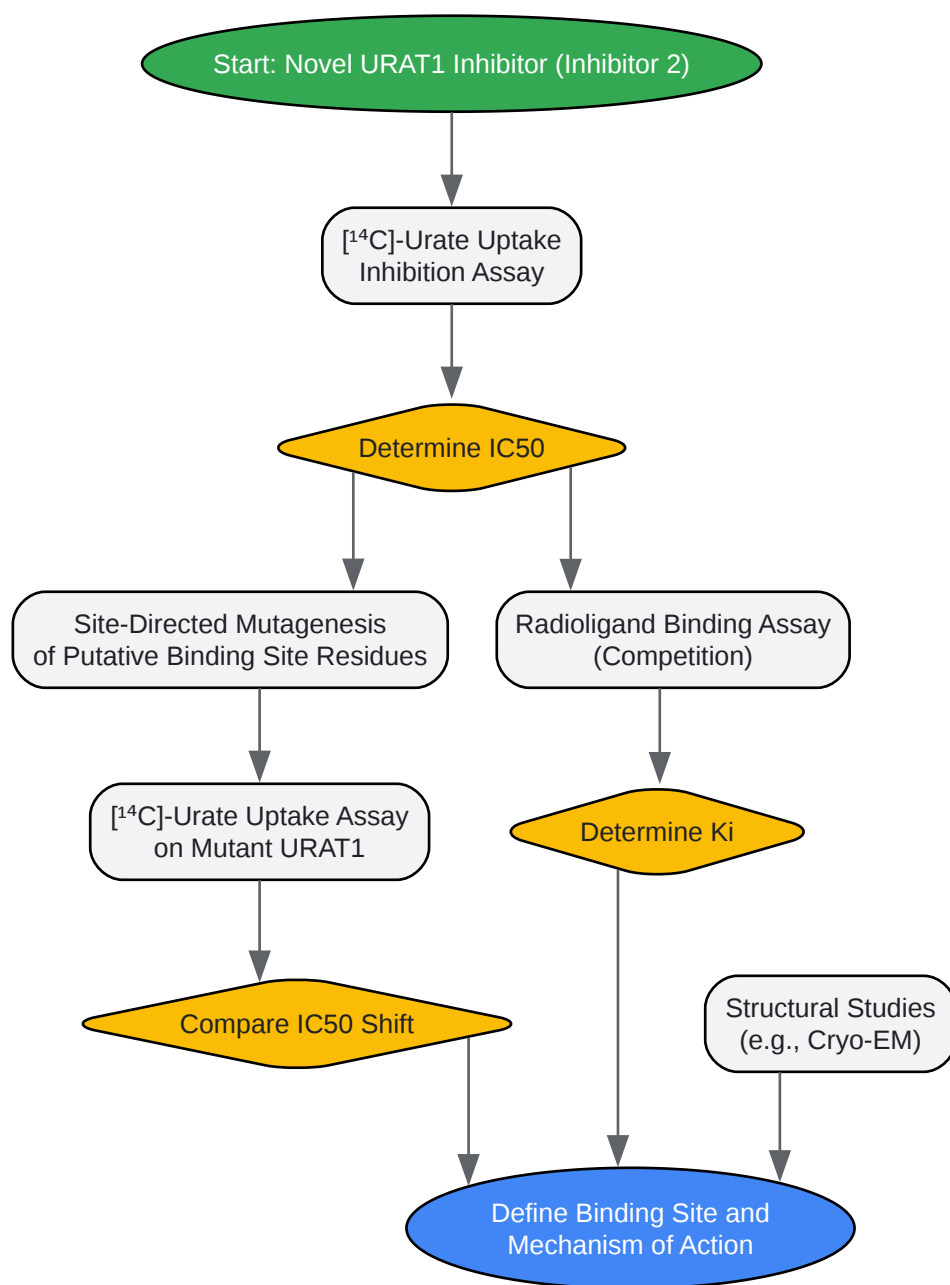 Start: Novel URAT1 Inhibitor (Inhibitor 2)
[¹⁴C]-Urate Uptake
Inhibition Assay
Determine IC50
Site-Directed Mutagenesis
of Putative Binding Site Residues
Radioligand Binding Assay
(Competition)
[¹⁴C]-Urate Uptake Assay
on Mutant URAT1
Determine Ki
Compare IC50 Shift
Structural Studies
(e.g., Cryo-EM)
Define Binding Site and
Mechanism of Action